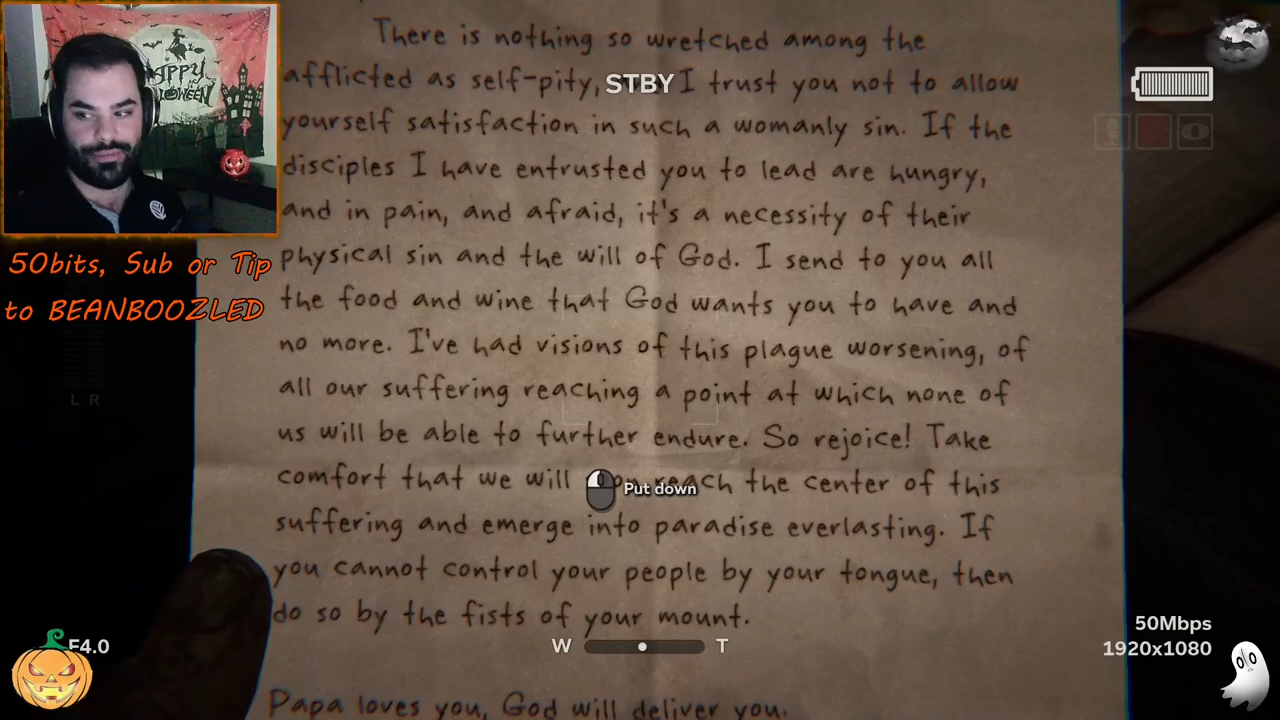 There is nothing so wretched among the
afflicted as self-pity, I trust you not to allow
yourself satisfaction in such a womanly sin. If the
disciples I have entrusted you to lead are hungry,
and in pain, and afraid, it's a necessity of their
physical sin and the will of God. I send to you all
the food and wine that God wants you to have and
no more. I've had visions of this plague worsening, of
all our suffering reaching a point at which none of
us will be able to further endure. So rejoice! Take
comfort that we will reach the center of this
suffering and emerge into paradise everlasting. If
you cannot control your people by your tongue, then
do so by the fists of your mount.
Papa loves you, God will deliver you.
STBY
Put down
HAPPY
HALLOWEEN
50bits, Sub or Tip
to BEANBOOZLED
L R
F4.0
W T
50Mbps
1920x1080